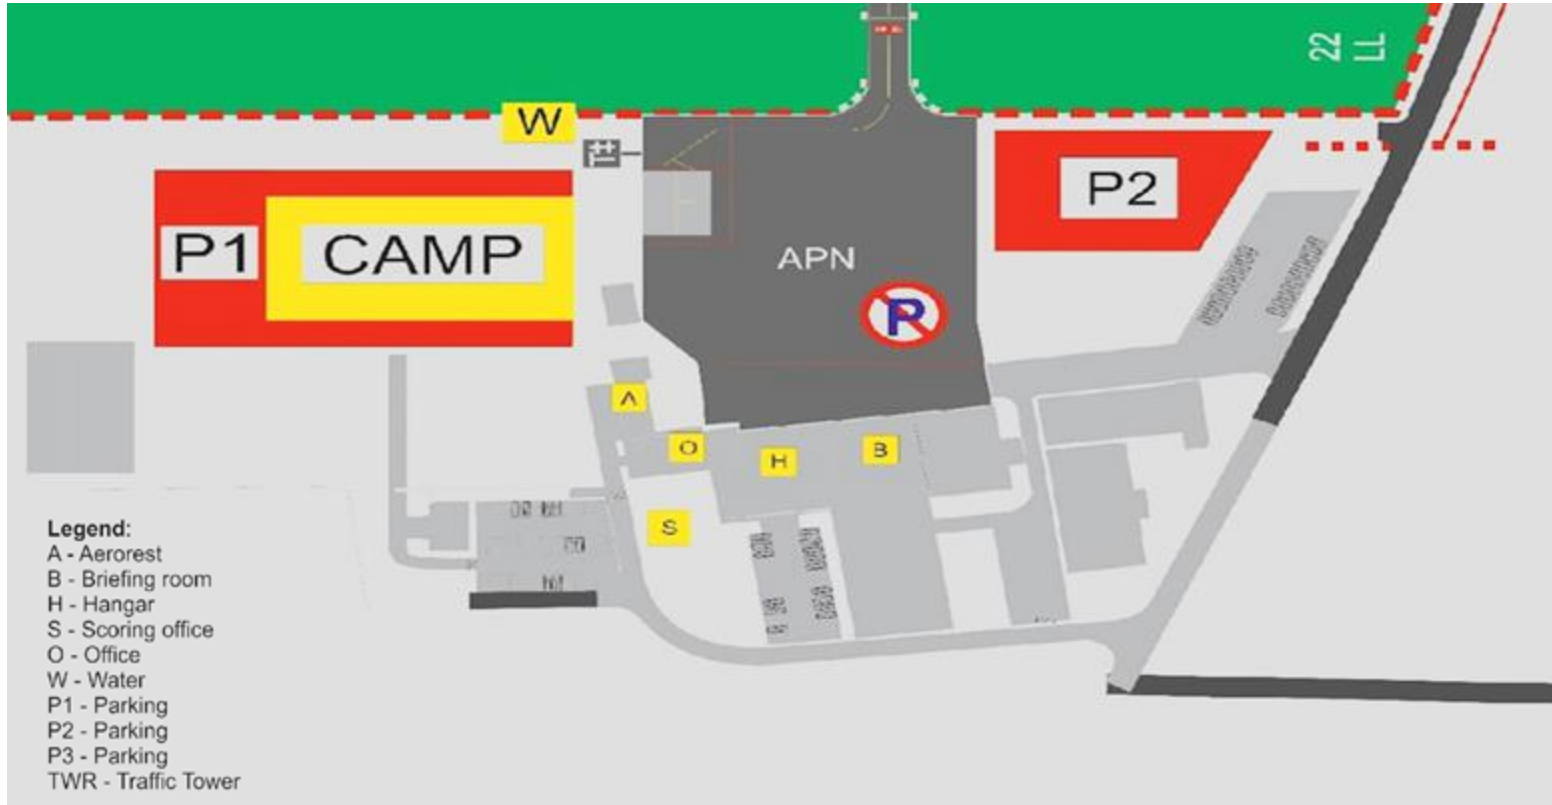 22
LL
W
P1
CAMP
P2
APN
P
A
O
H
B
S
Legend:
A - Aerorest
B - Briefing room
H - Hangar
S - Scoring office
O - Office
W - Water
P1 - Parking
P2 - Parking
P3 - Parking
TWR - Traffic Tower